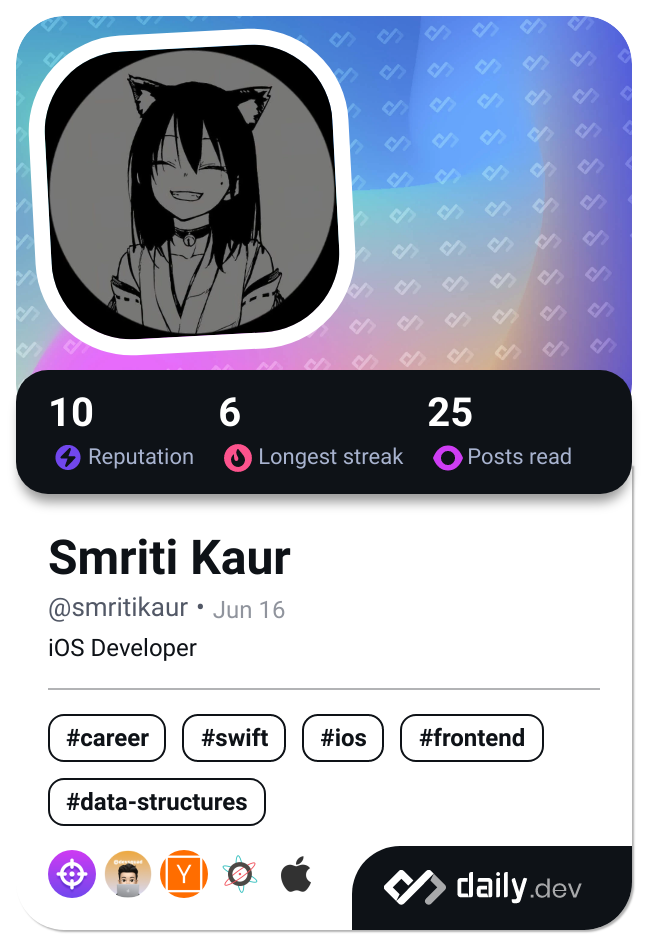 10 6 25
Reputation Longest streak Posts read
Smriti Kaur
@smritikaur • Jun 16
iOS Developer
#career #swift #ios #frontend
#data-structures
Y
daily.dev